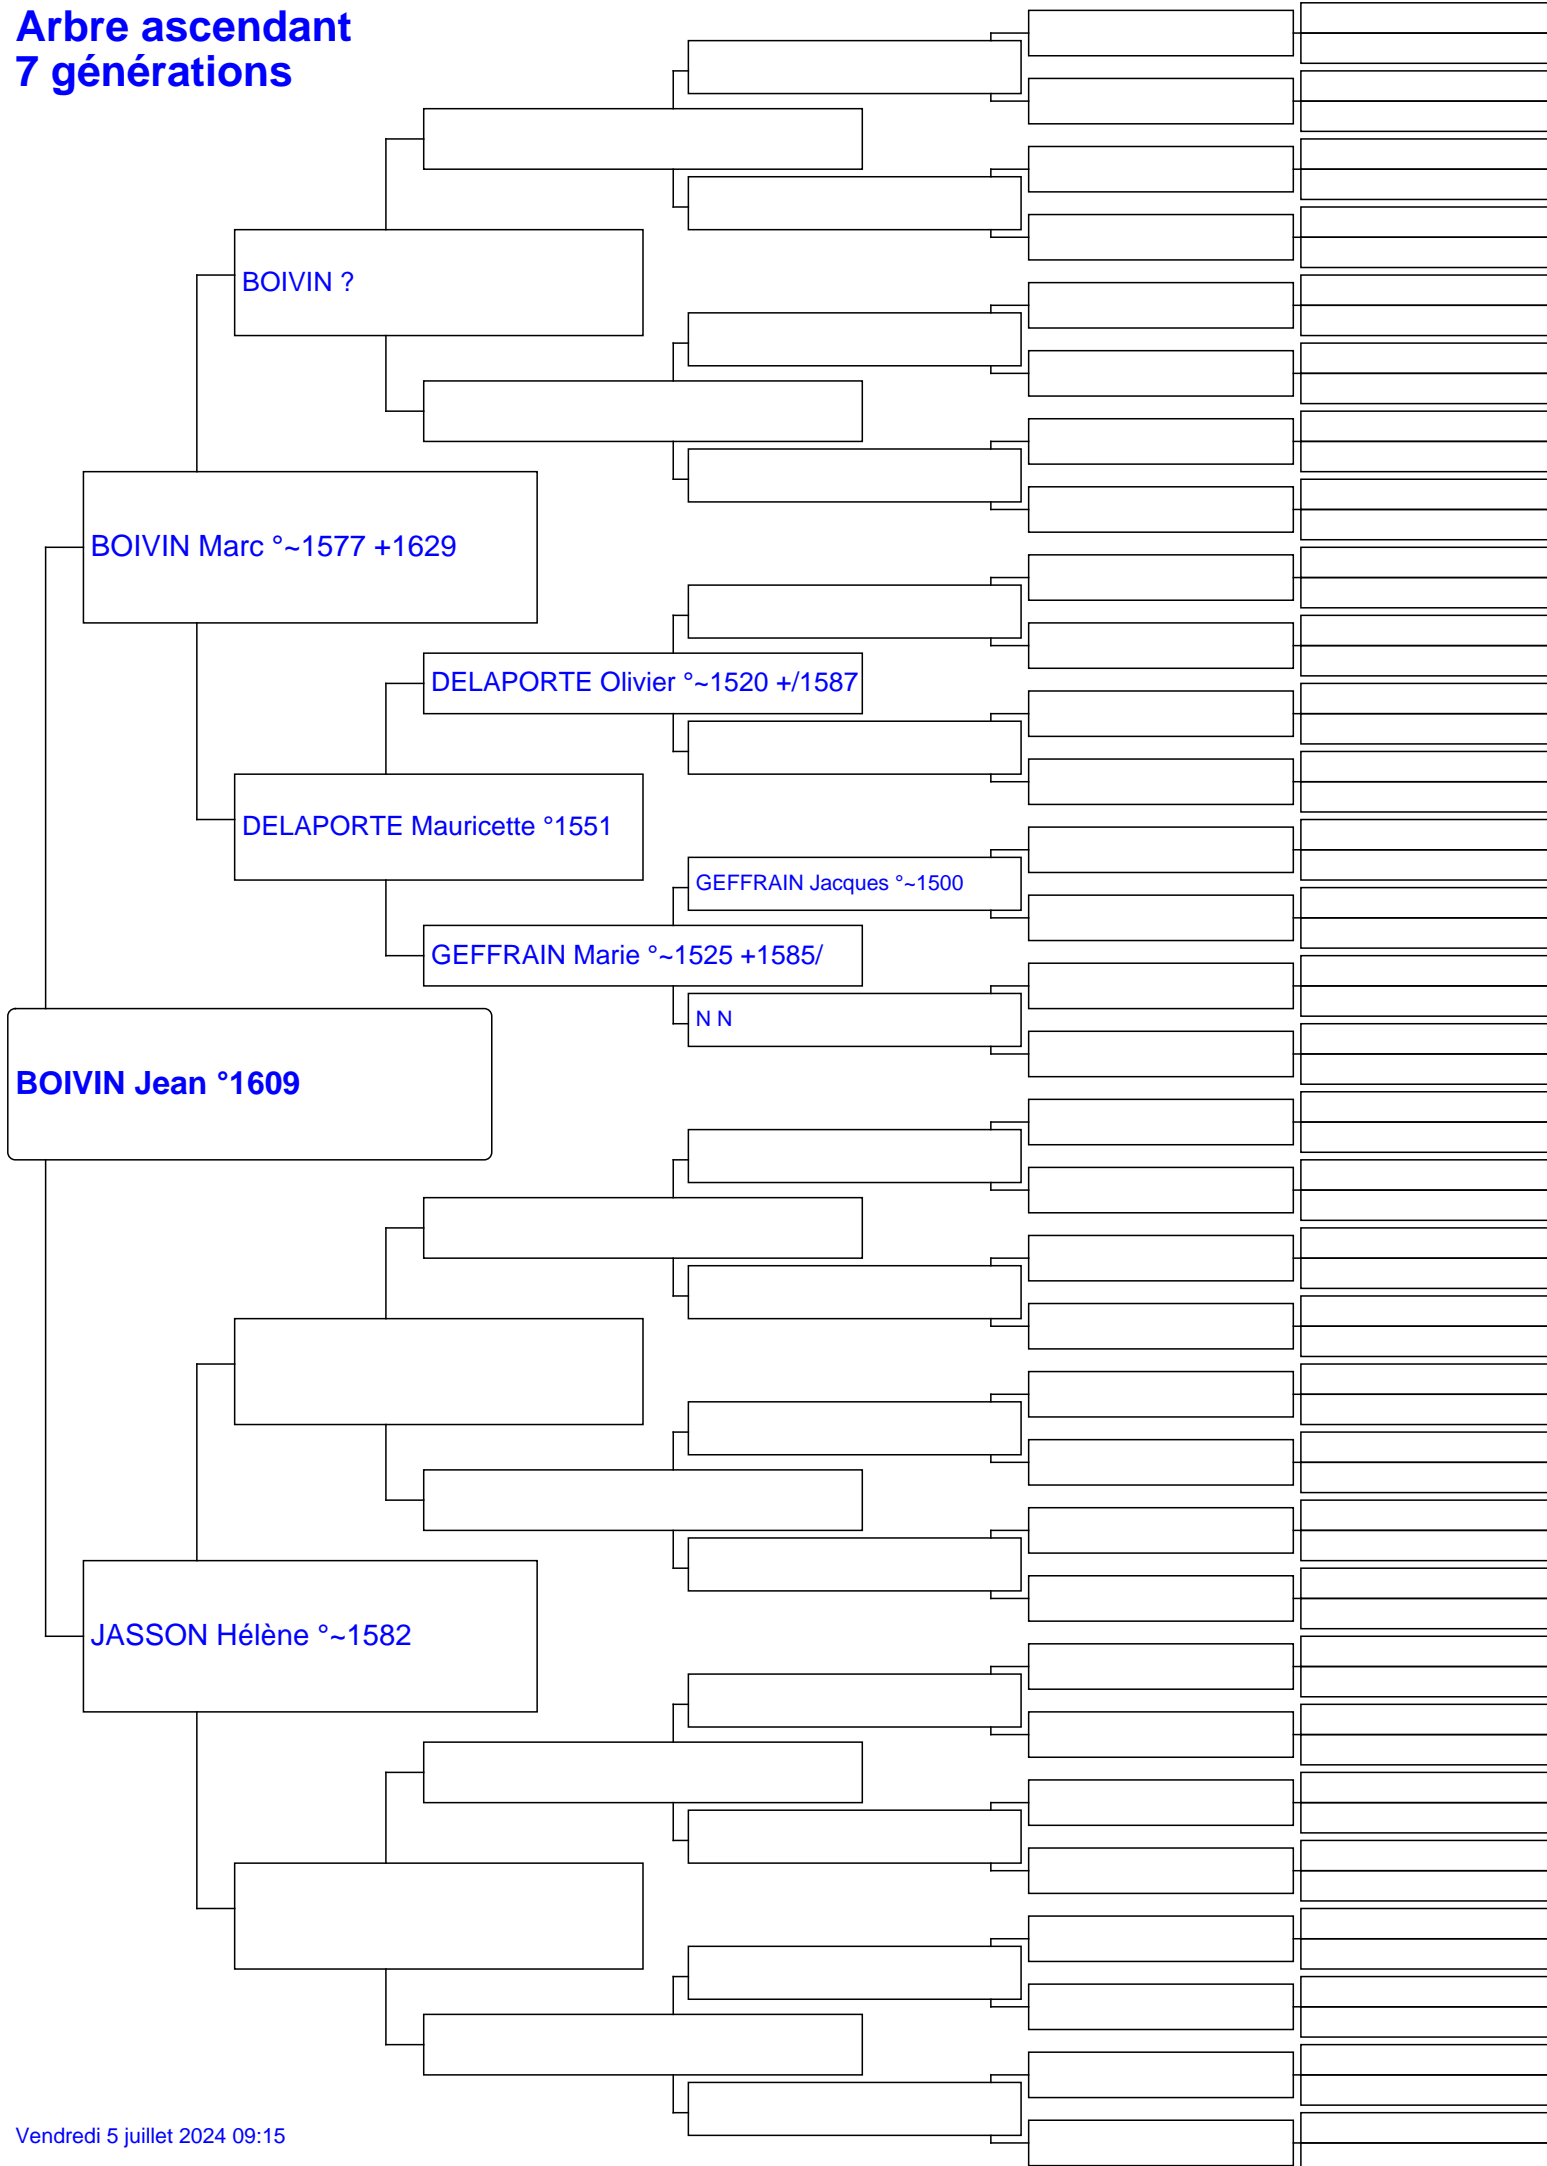 Arbre ascendant
7 générations
BOIVIN ?
BOIVIN Marc °~1577 +1629
DELAPORTE Olivier °~1520 +/1587
DELAPORTE Mauricette °1551
GEFFRAIN Jacques °~1500
GEFFRAIN Marie °~1525 +1585/
N N
BOIVIN Jean °1609
JASSON Hélène °~1582
Vendredi 5 juillet 2024 09:15